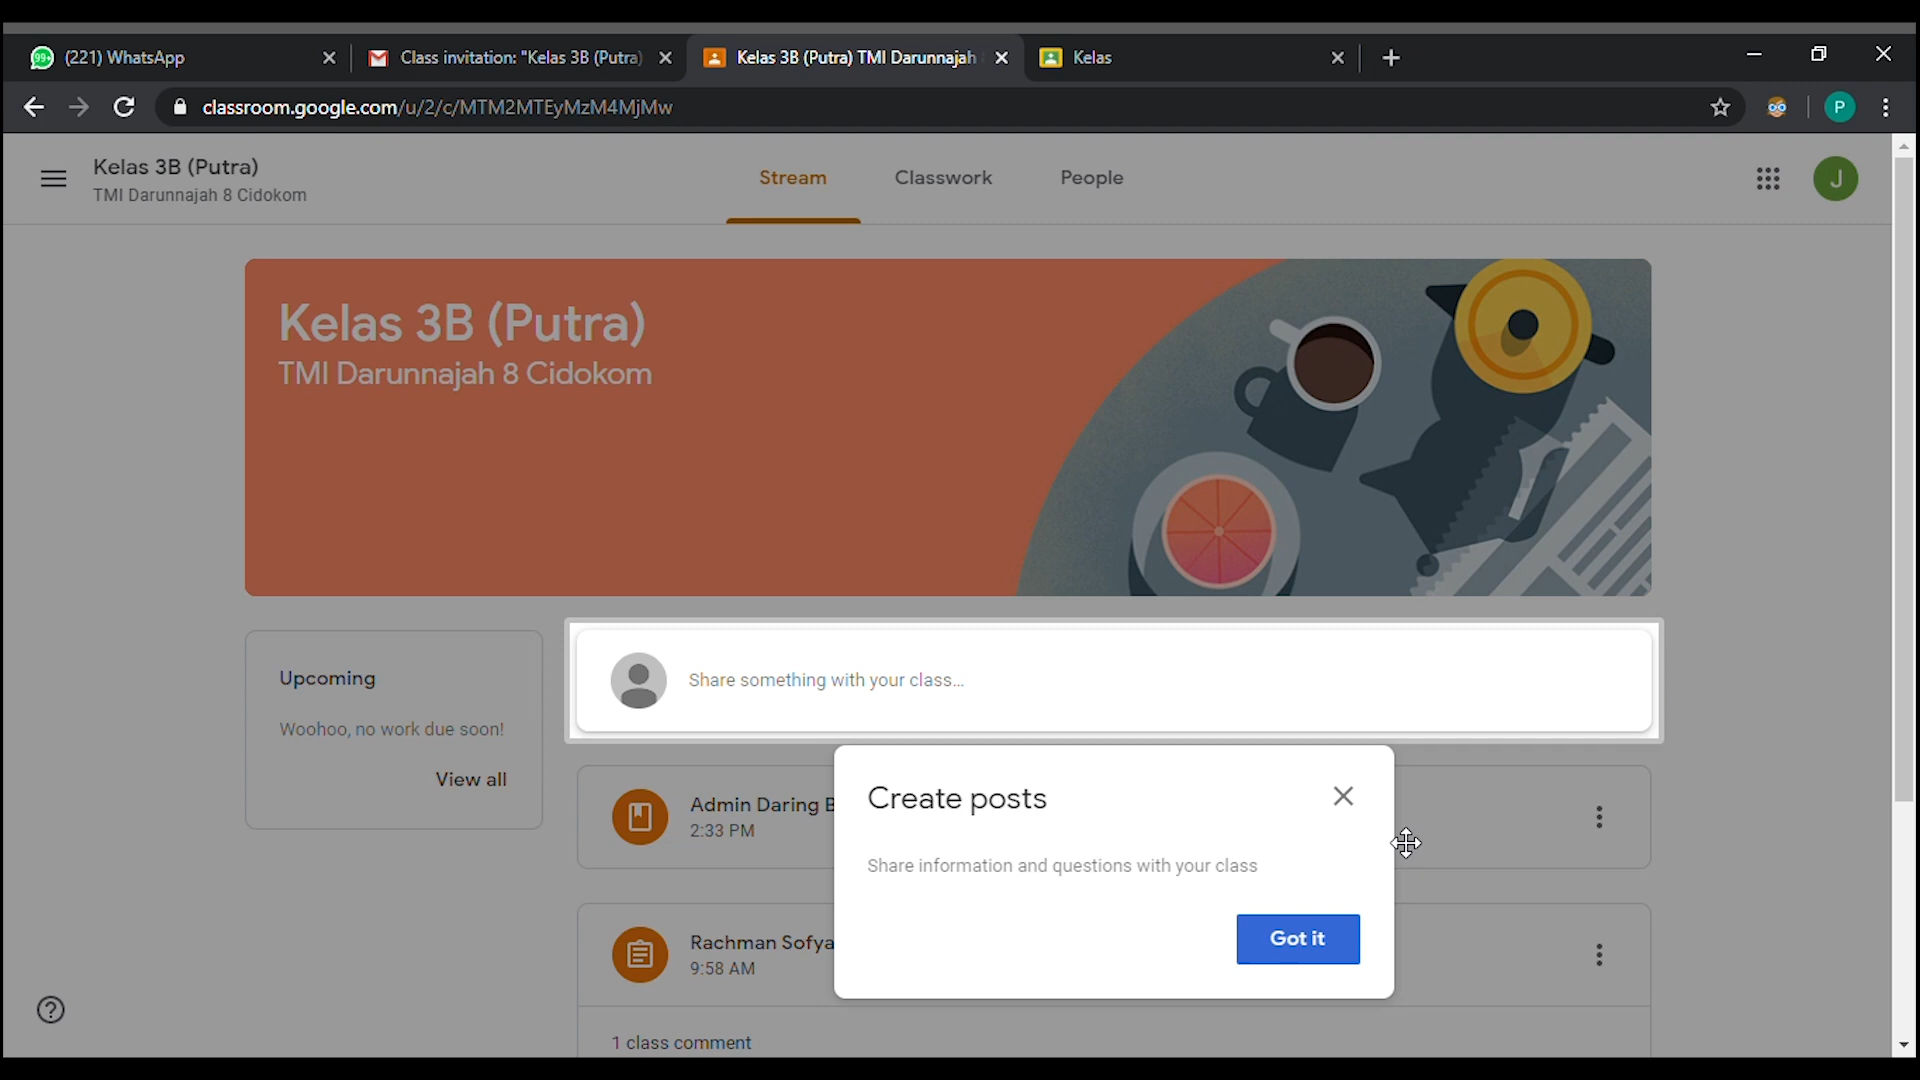 (221) WhatsApp
Class invitation: "Kelas 3B (Putra)
Kelas 3B (Putra) TMI Darunnajah
Kelas
classroom.google.com/u/2/c/MTM2MTEyMzM4MjMw
P
Kelas 3B (Putra)
TMI Darunnajah 8 Cidokom
Stream
Classwork
People
J
Kelas 3B (Putra)
TMI Darunnajah 8 Cidokom
Upcoming
Woohoo, no work due soon!
View all
Share something with your class...
Admin Daring
2:33 PM
Create posts
Share information and questions with your class
Got it
Rachman Sofya
9:58 AM
1 class comment